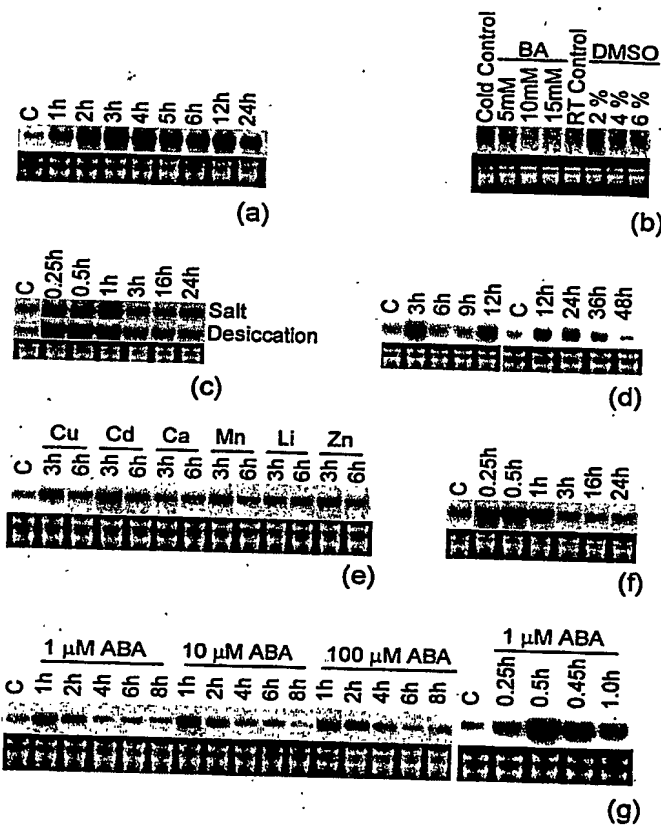 C 1h 2h 3h 4h 5h 6h 12h 24h
(a)
BA DMSO
Cold Control 5mM 10mM 15mM RT Control 2 % 4 % 6 %
(b)
C 0.25h 0.5h 1h 3h 16h 24h
Salt
Desiccation
(c)
C 3h 6h 9h 12h C 12h 24h 36h 48h
(d)
Cu Cd Ca Mn Li Zn
C 3h 6h 3h 6h 3h 6h 3h 6h 3h 6h 3h 6h
(e)
C 0.25h 0.5h 1h 3h 16h 24h
(f)
1 µM ABA 10 µM ABA 100 µM ABA 1 µM ABA
C 1h 2h 4h 6h 8h 1h 2h 4h 6h 8h 1h 2h 4h 6h 8h C 0.25h 0.5h 0.45h 1.0h
(g)